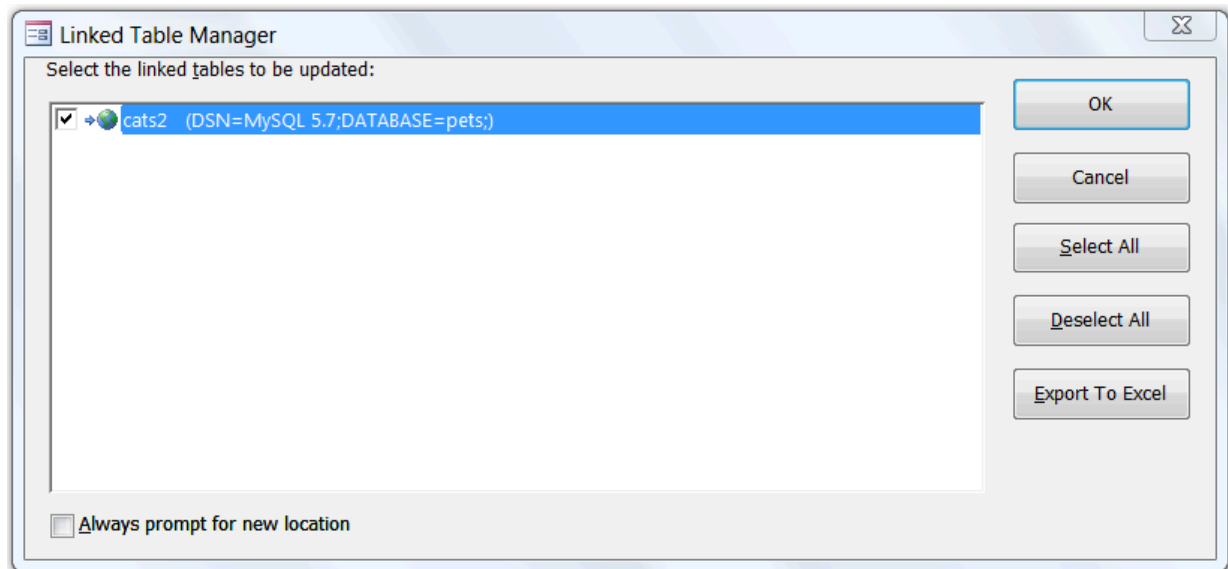 Linked Table Manager
Select the linked tables to be updated:
cats2 (DSN=MySQL 5.7;DATABASE=pets;)
OK
Cancel
Select All
Deselect All
Export To Excel
Always prompt for new location